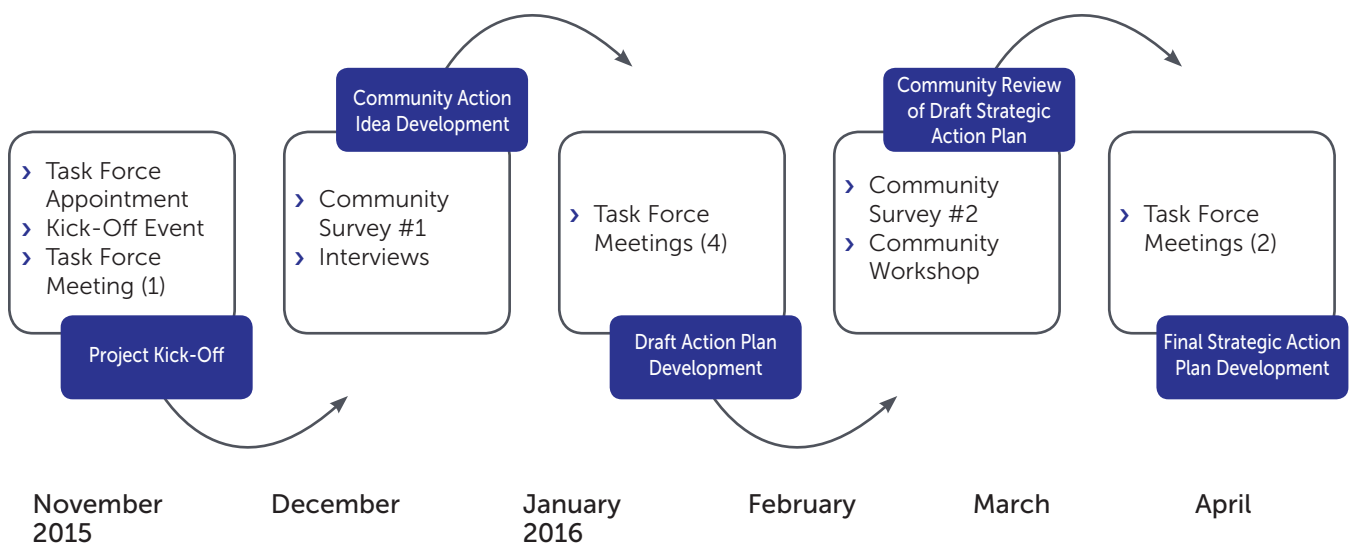 Task Force
Appointment
Kick-Off Event
Task Force
Meeting (1)
Project Kick-Off
Community Action
Idea Development
Community
Survey #1
Interviews
Task Force
Meetings (4)
Draft Action Plan
Development
Community Review
of Draft Strategic
Action Plan
Community
Survey #2
Community
Workshop
Task Force
Meetings (2)
Final Strategic Action
Plan Development
November
2015
December
January
2016
February
March
April